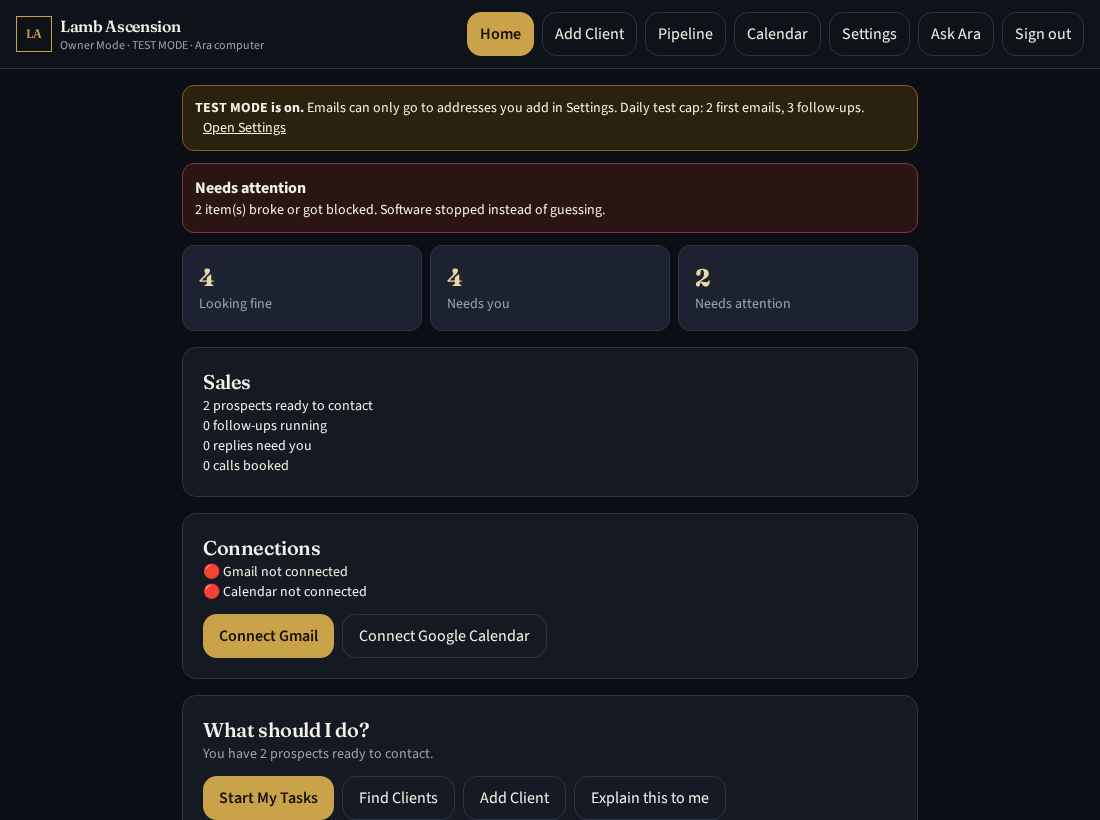 LA
Lamb Ascension
Owner Mode · TEST MODE · Ara computer
Home
Add Client
Pipeline
Calendar
Settings
Ask Ara
Sign out
TEST MODE is on. Emails can only go to addresses you add in Settings. Daily test cap: 2 first emails, 3 follow-ups.
Open Settings
Needs attention
2 item(s) broke or got blocked. Software stopped instead of guessing.
4
Looking fine
4
Needs you
2
Needs attention
Sales
2 prospects ready to contact
0 follow-ups running
0 replies need you
0 calls booked
Connections
🔴 Gmail not connected
🔴 Calendar not connected
Connect Gmail
Connect Google Calendar
What should I do?
You have 2 prospects ready to contact.
Start My Tasks
Find Clients
Add Client
Explain this to me